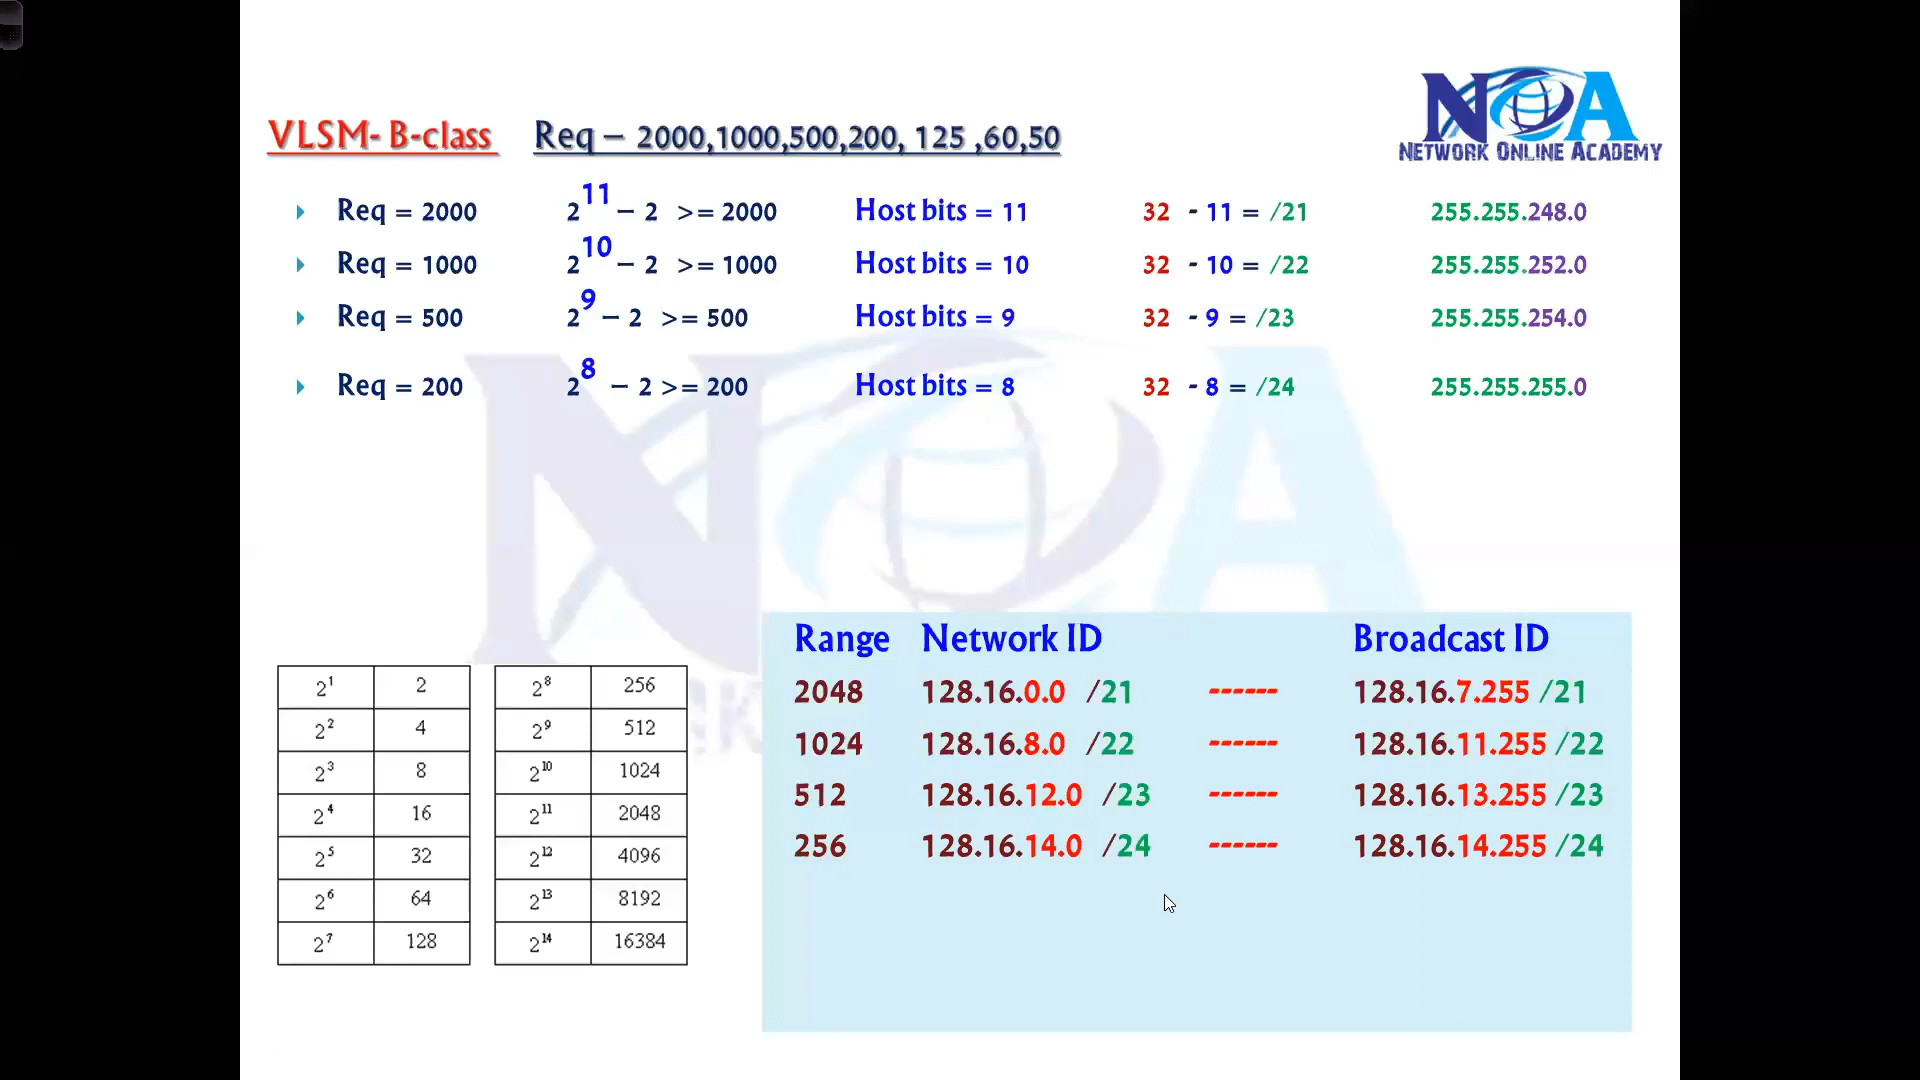 NOA
NETWORK ONLINE ACADEMY
VLSM- B-class Req – 2000,1000,500,200, 125 ,60,50
Req = 2000 2^11 – 2 >= 2000 Host bits = 11 32 - 11 = /21 255.255.248.0
Req = 1000 2^10 – 2 >= 1000 Host bits = 10 32 - 10 = /22 255.255.252.0
Req = 500 2^9 – 2 >= 500 Host bits = 9 32 - 9 = /23 255.255.254.0
Req = 200 2^8 – 2 >= 200 Host bits = 8 32 - 8 = /24 255.255.255.0
Range Network ID Broadcast ID
2048 128.16.0.0 /21 ------ 128.16.7.255 /21
1024 128.16.8.0 /22 ------ 128.16.11.255 /22
512 128.16.12.0 /23 ------ 128.16.13.255 /23
256 128.16.14.0 /24 ------ 128.16.14.255 /24
2^1 2 2^8 256
2^2 4 2^9 512
2^3 8 2^10 1024
2^4 16 2^11 2048
2^5 32 2^12 4096
2^6 64 2^13 8192
2^7 128 2^14 16384